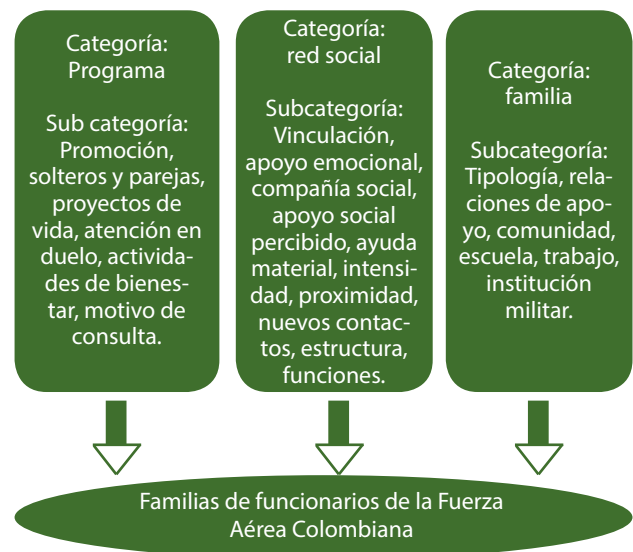 Categoría:
Programa
Sub categoría:
Promoción,
solteros y parejas,
proyectos de
vida, atención en
duelo, activida-
des de bienes-
tar, motivo de
consulta.
Categoría:
red social
Subcategoría:
Vinculación,
apoyo emocional,
compañía social,
apoyo social
percibido, ayuda
material, intensi-
dad, proximidad,
nuevos contac-
tos, estructura,
funciones.
Categoría:
familia
Subcategoría:
Tipología, rela-
ciones de apo-
yo, comunidad,
escuela, trabajo,
institución
militar.
Familias de funcionarios de la Fuerza
Aérea Colombiana